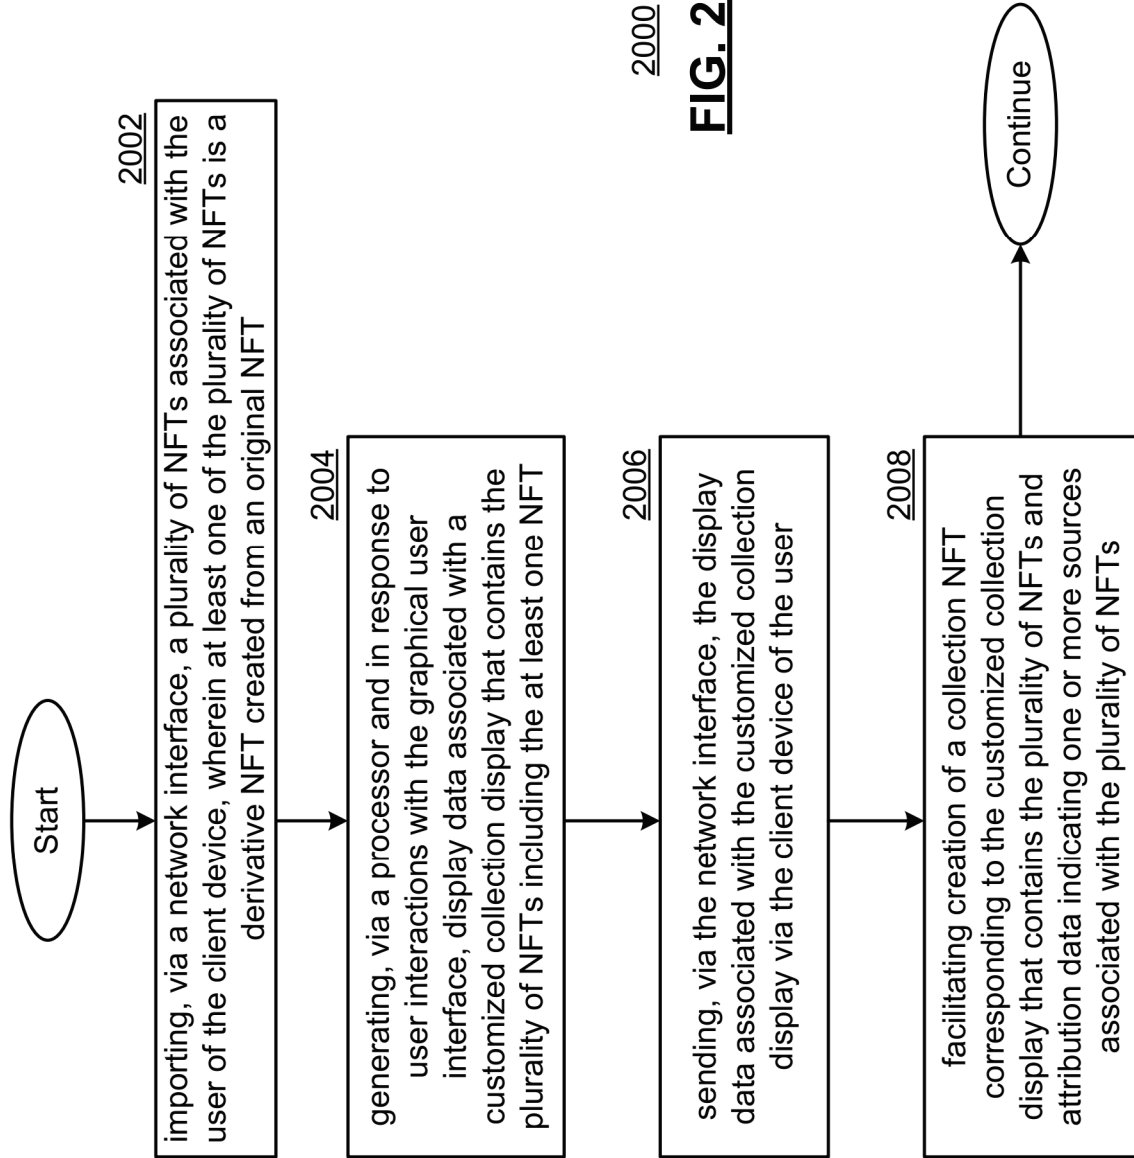 Start
2002
importing, via a network interface, a plurality of NFTs associated with the
user of the client device, wherein at least one of the plurality of NFTs is a
derivative NFT created from an original NFT
2004
generating, via a processor and in response to
user interactions with the graphical user
interface, display data associated with a
customized collection display that contains the
plurality of NFTs including the at least one NFT
2006
sending, via the network interface, the display
data associated with the customized collection
display via the client device of the user
2008
facilitating creation of a collection NFT
corresponding to the customized collection
display that contains the plurality of NFTs and
attribution data indicating one or more sources
associated with the plurality of NFTs
Continue
2000
FIG. 2